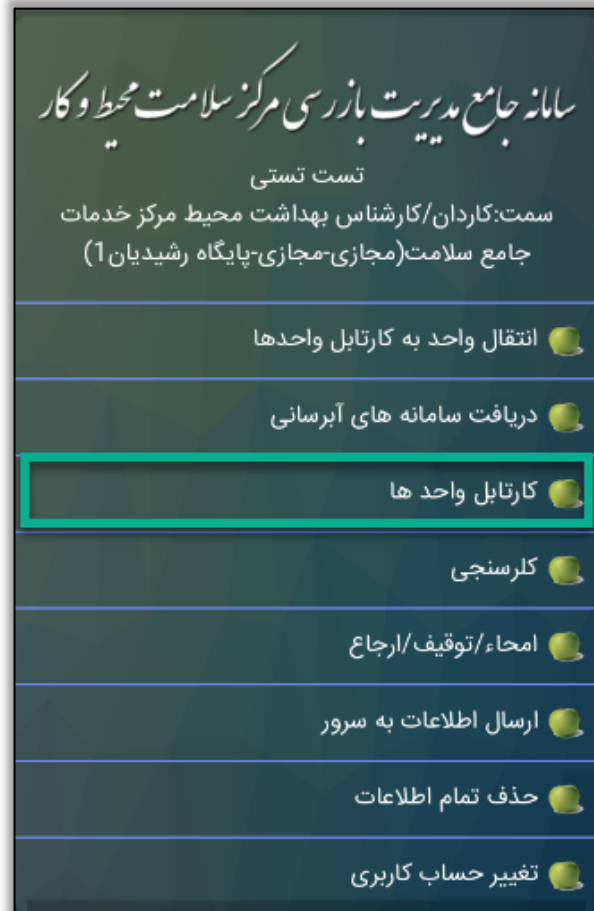 سامانه جامع مدیریت بازرسی مرکز سلامت محیط و کار
تست تستی
سمت:کاردان/کارشناس بهداشت محیط مرکز خدمات
جامع سلامت(مجازی-مجازی-پایگاه رشیدیان1)
انتقال واحد به کارتابل واحدها
دریافت سامانه های آبرسانی
کارتابل واحد ها
کلرسنجی
امحاء/توقیف/ارجاع
ارسال اطلاعات به سرور
حذف تمام اطلاعات
تغییر حساب کاربری